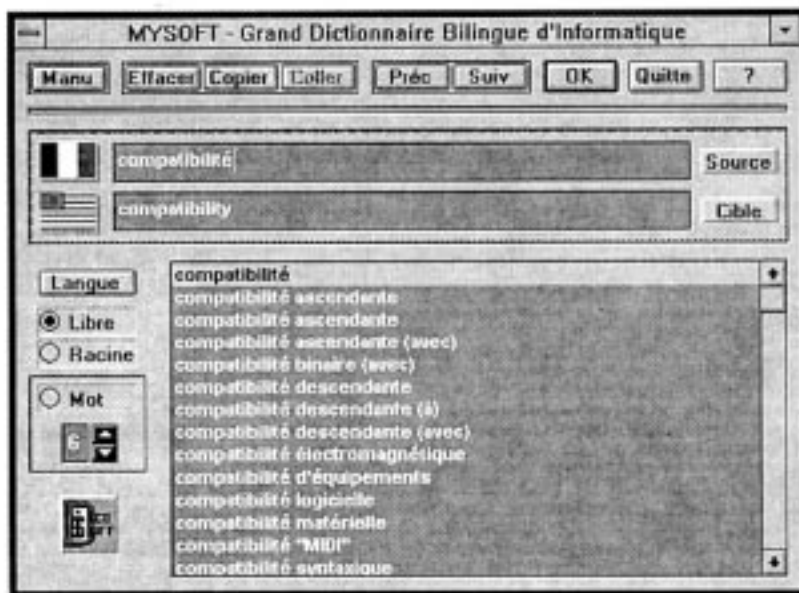 MYSOFT - Grand Dictionnaire Bilingue d'Informatique
Manu Effacer Copier Coller Préc Suiv OK Quitte ?
compatibilité Source
compatibility Cible
Langue
Libre
Racine
Mot
6
compatibilité
compatibilité ascendante
compatibilité ascendante
compatibilité ascendante (avec)
compatibilité binaire (avec)
compatibilité descendante
compatibilité descendante (à)
compatibilité descendante (avec)
compatibilité électromagnétique
compatibilité d'équipements
compatibilité logicielle
compatibilité matérielle
compatibilité "MIDI"
compatibilité syntaxique